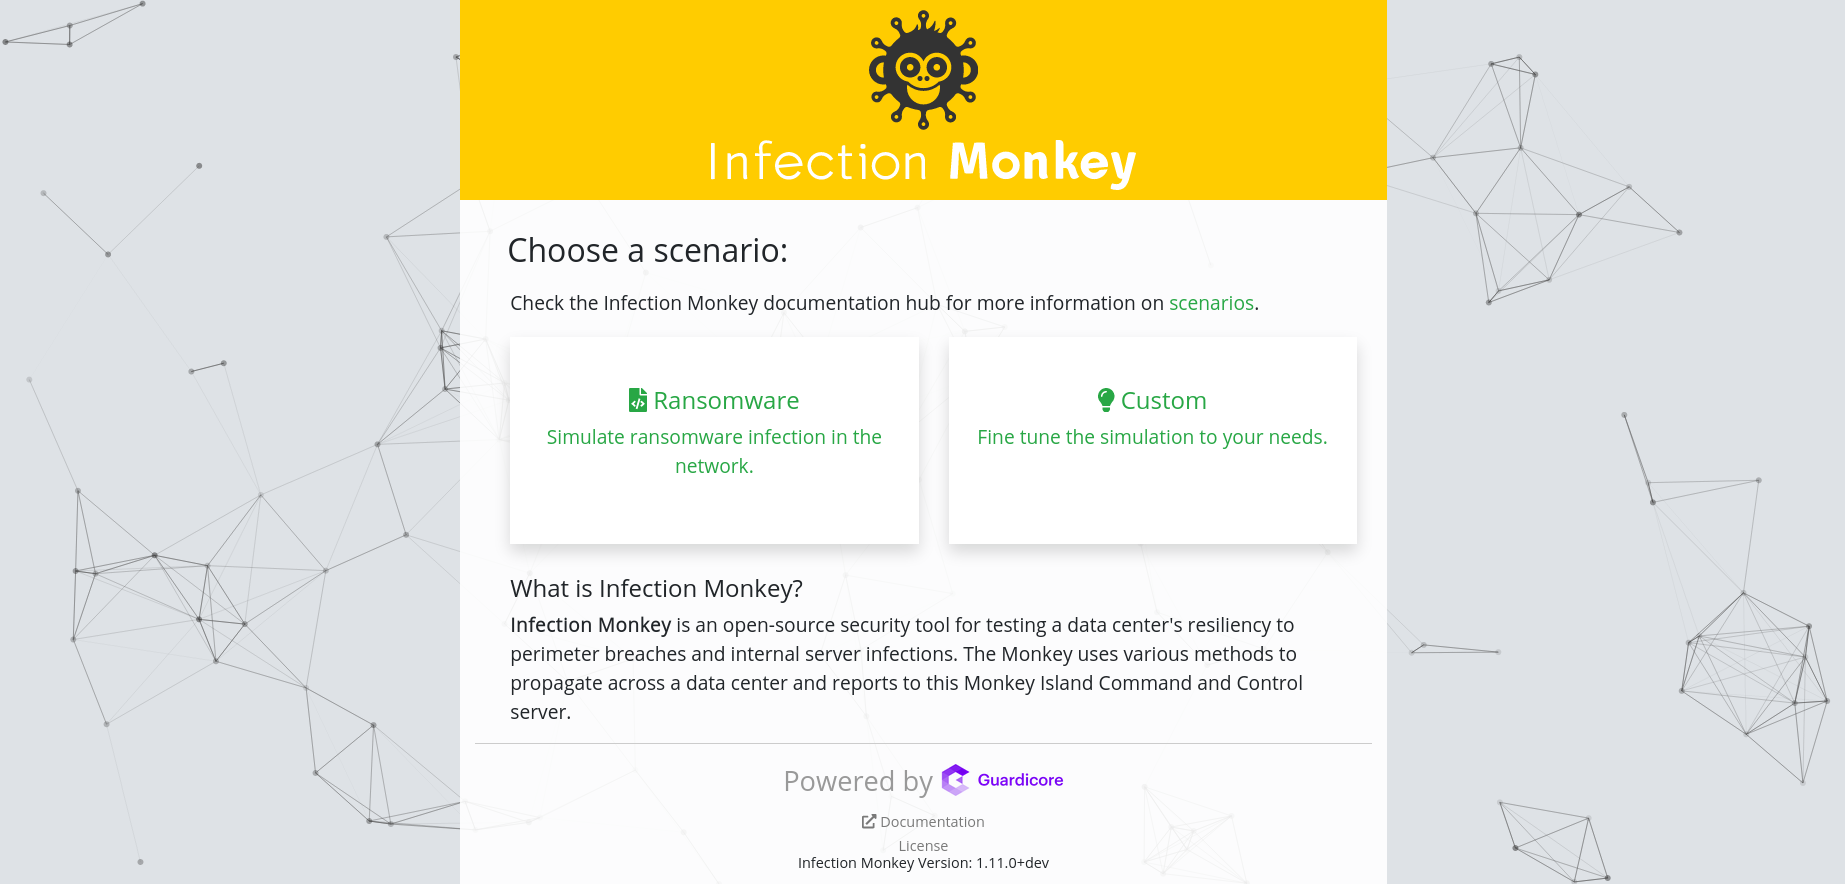 Infection Monkey
Choose a scenario:
Check the Infection Monkey documentation hub for more information on scenarios.
Ransomware
Simulate ransomware infection in the
network.
Custom
Fine tune the simulation to your needs.
What is Infection Monkey?
Infection Monkey is an open-source security tool for testing a data center's resiliency to
perimeter breaches and internal server infections. The Monkey uses various methods to
propagate across a data center and reports to this Monkey Island Command and Control
server.
Powered by Guardicore
Documentation
License
Infection Monkey Version: 1.11.0+dev